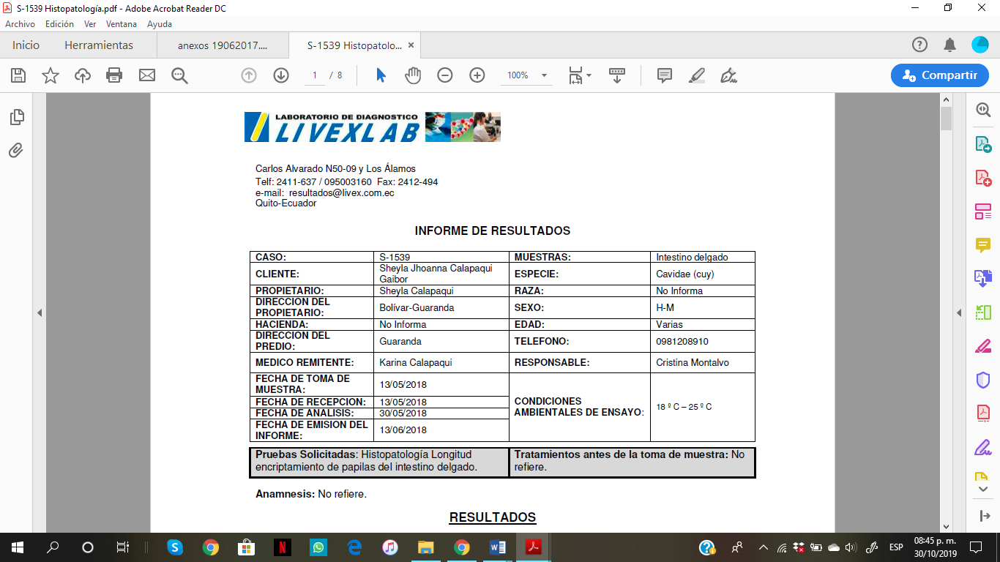 S-1539 Histopatología.pdf - Adobe Acrobat Reader DC
Archivo Edición Ver Ventana Ayuda
Inicio Herramientas anexos 19062017.... S-1539 Histopatolo... ×
1 / 8 100% Compartir
LABORATORIO DE DIAGNOSTICO
LIVEXLAB
Carlos Alvarado N50-09 y Los Álamos
Telf: 2411-637 / 095003160 Fax: 2412-494
e-mail: resultados@livex.com.ec
Quito-Ecuador
INFORME DE RESULTADOS
CASO: S-1539 MUESTRAS: Intestino delgado
CLIENTE: Sheyla Jhoanna Calapaqui
Gaibor ESPECIE: Cavidae (cuy)
PROPIETARIO: Sheyla Calapaqui RAZA: No Informa
DIRECCION DEL
PROPIETARIO: Bolívar-Guaranda SEXO: H-M
HACIENDA: No Informa EDAD: Varias
DIRECCION DEL
PREDIO: Guaranda TELEFONO: 0981208910
MEDICO REMITENTE: Karina Calapaqui RESPONSABLE: Cristina Montalvo
FECHA DE TOMA DE
MUESTRA: 13/05/2018
FECHA DE RECEPCION: 13/05/2018
FECHA DE ANALISIS: 30/05/2018
FECHA DE EMISION DEL
INFORME: 13/06/2018
CONDICIONES
AMBIENTALES DE ENSAYO: 18 º C – 25 º C
Pruebas Solicitadas: Histopatología Longitud
encriptamiento de papilas del intestino delgado.
Tratamientos antes de la toma de muestra: No
refiere.
Anamnesis: No refiere.
RESULTADOS
ESP
08:45 p. m.
30/10/2019